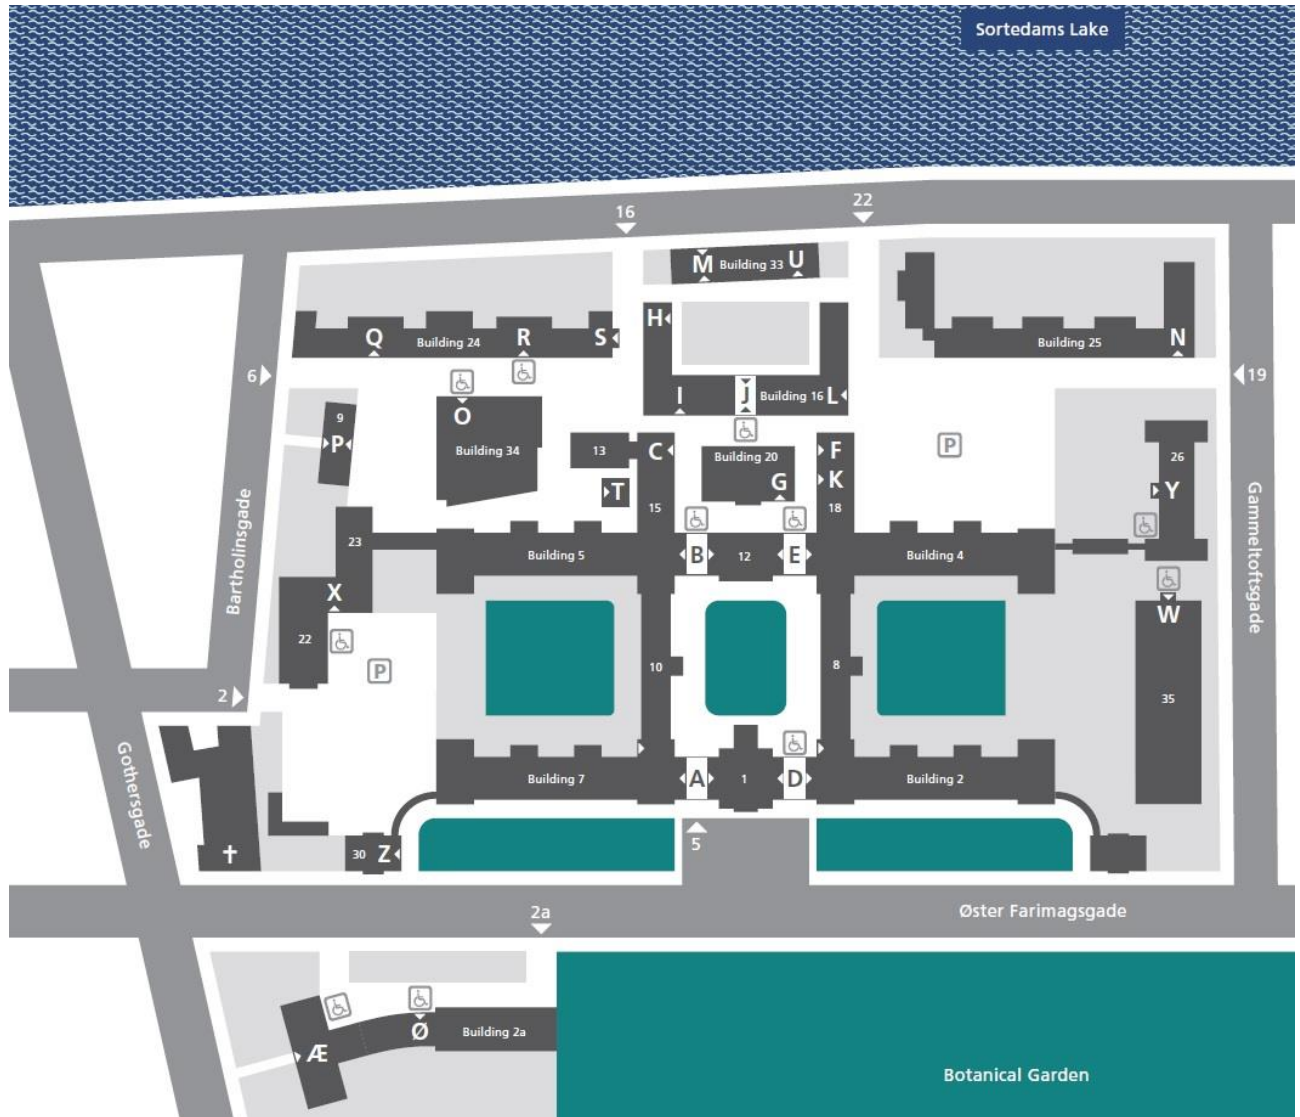 Sortedams Lake
22
16
M Building 33 U
H
Q Building 24 R S
Building 25 N
6
19
I J Building 16 L
9
O
P
13
C
Building 20
F
P
26
Building 34
T
G
K
Y
15
18
Bartholinsgade
Gammeltoftsgade
23
Building 5
B
12
E
Building 4
X
W
22
P
10
8
2
35
Gothersgade
Building 7
A
1
D
Building 2
5
30 Z
2a
Øster Farimagsgade
Æ
Ø
Building 2a
Botanical Garden